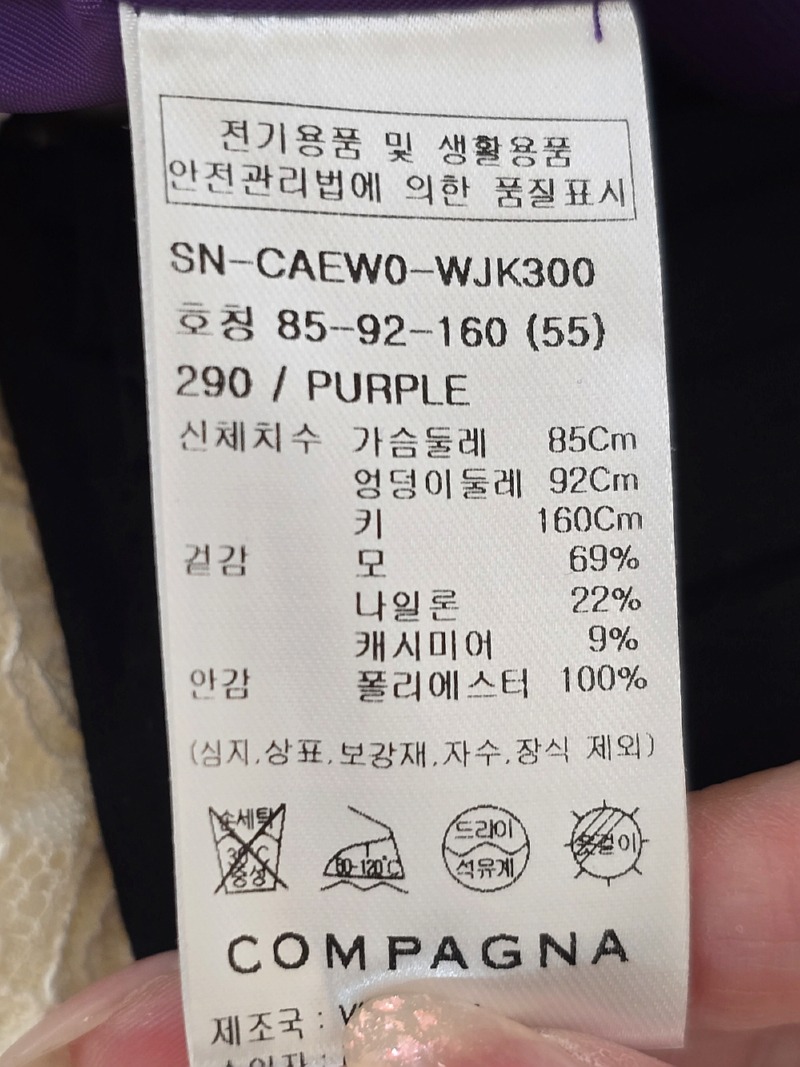 전기용품 및 생활용품
안전관리법에 의한 품질표시
SN-CAEW0-WJK300
호칭 85-92-160 (55)
290 / PURPLE
신체치수 가슴둘레 85Cm
엉덩이둘레 92Cm
키 160Cm
겉감 모 69%
나일론 22%
캐시미어 9%
안감 폴리에스터 100%
(심지,상표,보강재,자수,장식 제외)
손세탁 30°C 중성
80-120°C
드라이 석유계
옷걸이
COMPAGNA
제조국 :